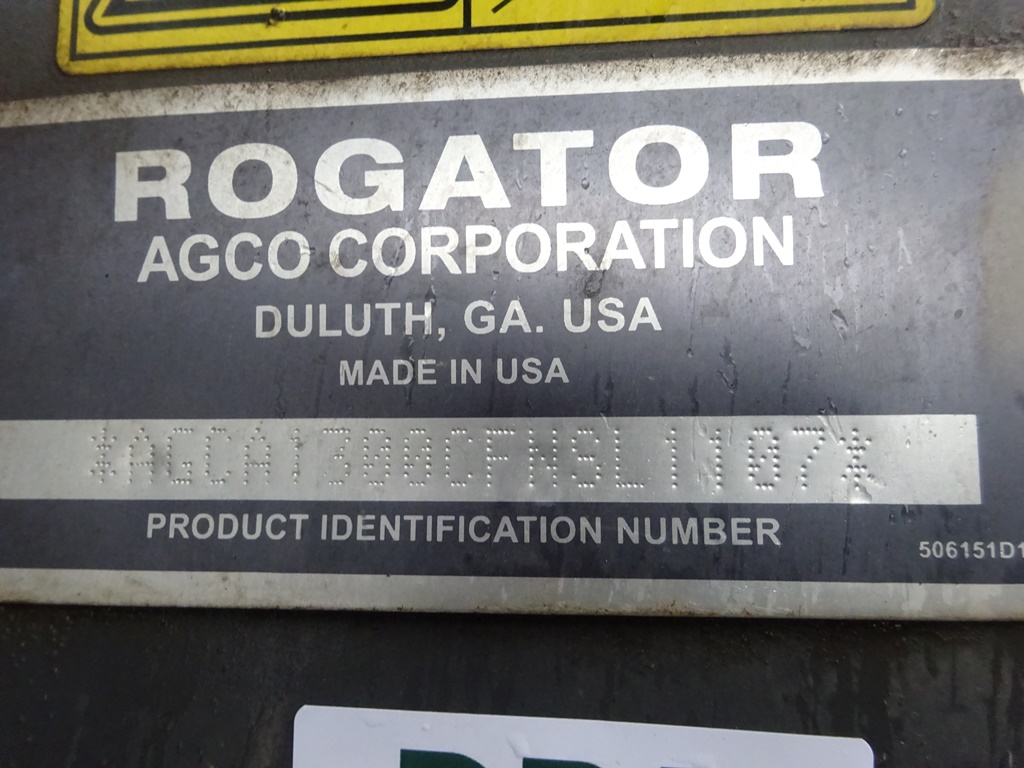 ROGATOR
AGCO CORPORATION
DULUTH, GA. USA
MADE IN USA
*AGCA1300CFNSL1107*
PRODUCT IDENTIFICATION NUMBER
506151D1